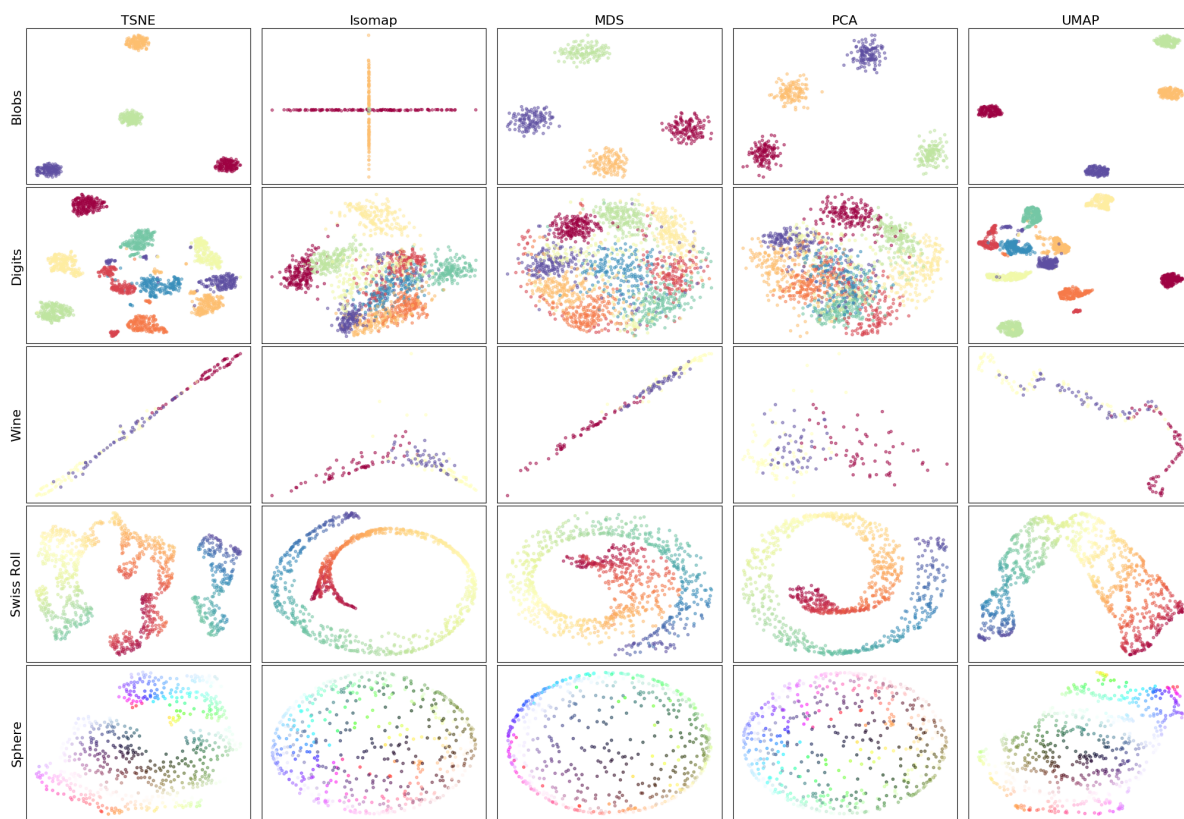 TSNE Isomap MDS PCA UMAP
Blobs
Digits
Wine
Swiss Roll
Sphere